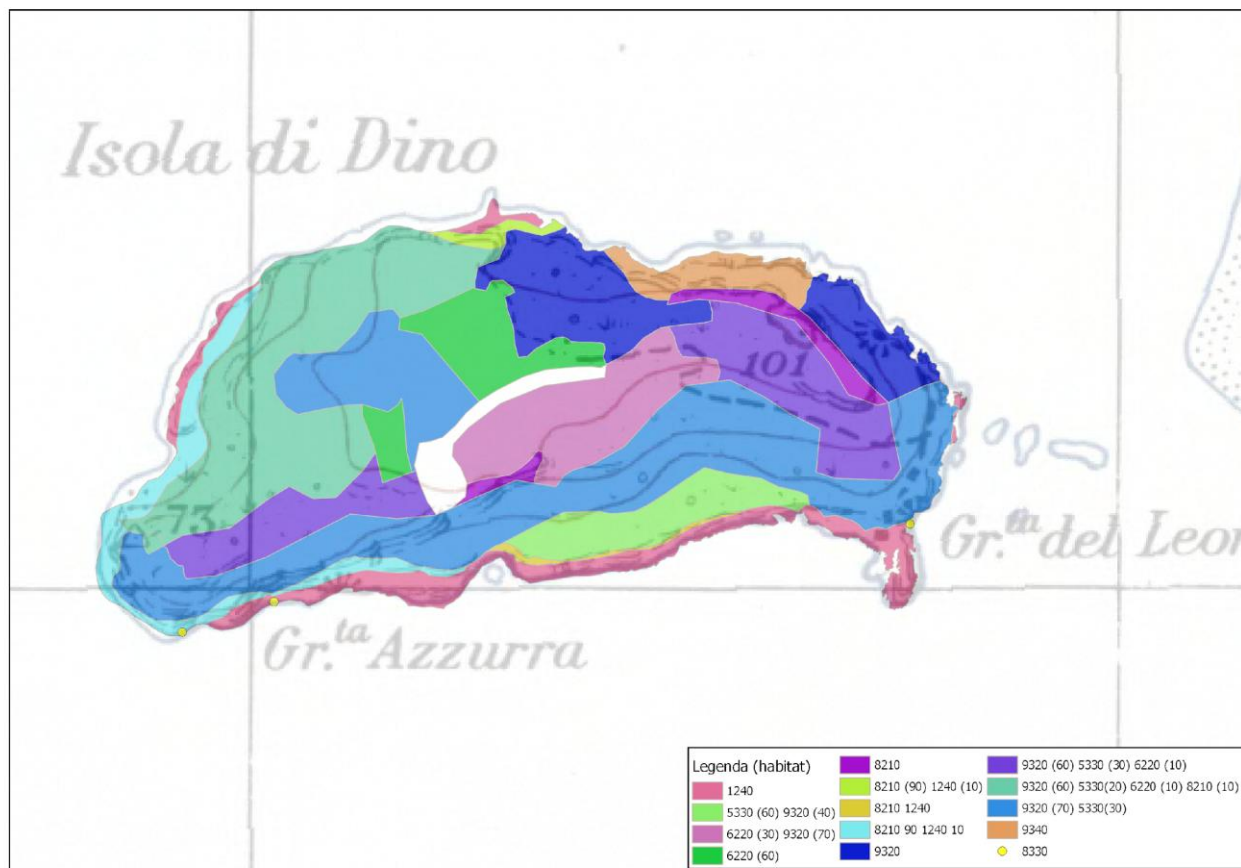 Isola di Dino
101
73
Gr.ta del Leon
Gr.ta Azzurra
Legenda (habitat)
1240
5330 (60) 9320 (40)
6220 (30) 9320 (70)
6220 (60)
8210
8210 (90) 1240 (10)
8210 1240
8210 90 1240 10
9320
9320 (60) 5330 (30) 6220 (10)
9320 (60) 5330(20) 6220 (10) 8210 (10)
9320 (70) 5330(30)
9340
8330